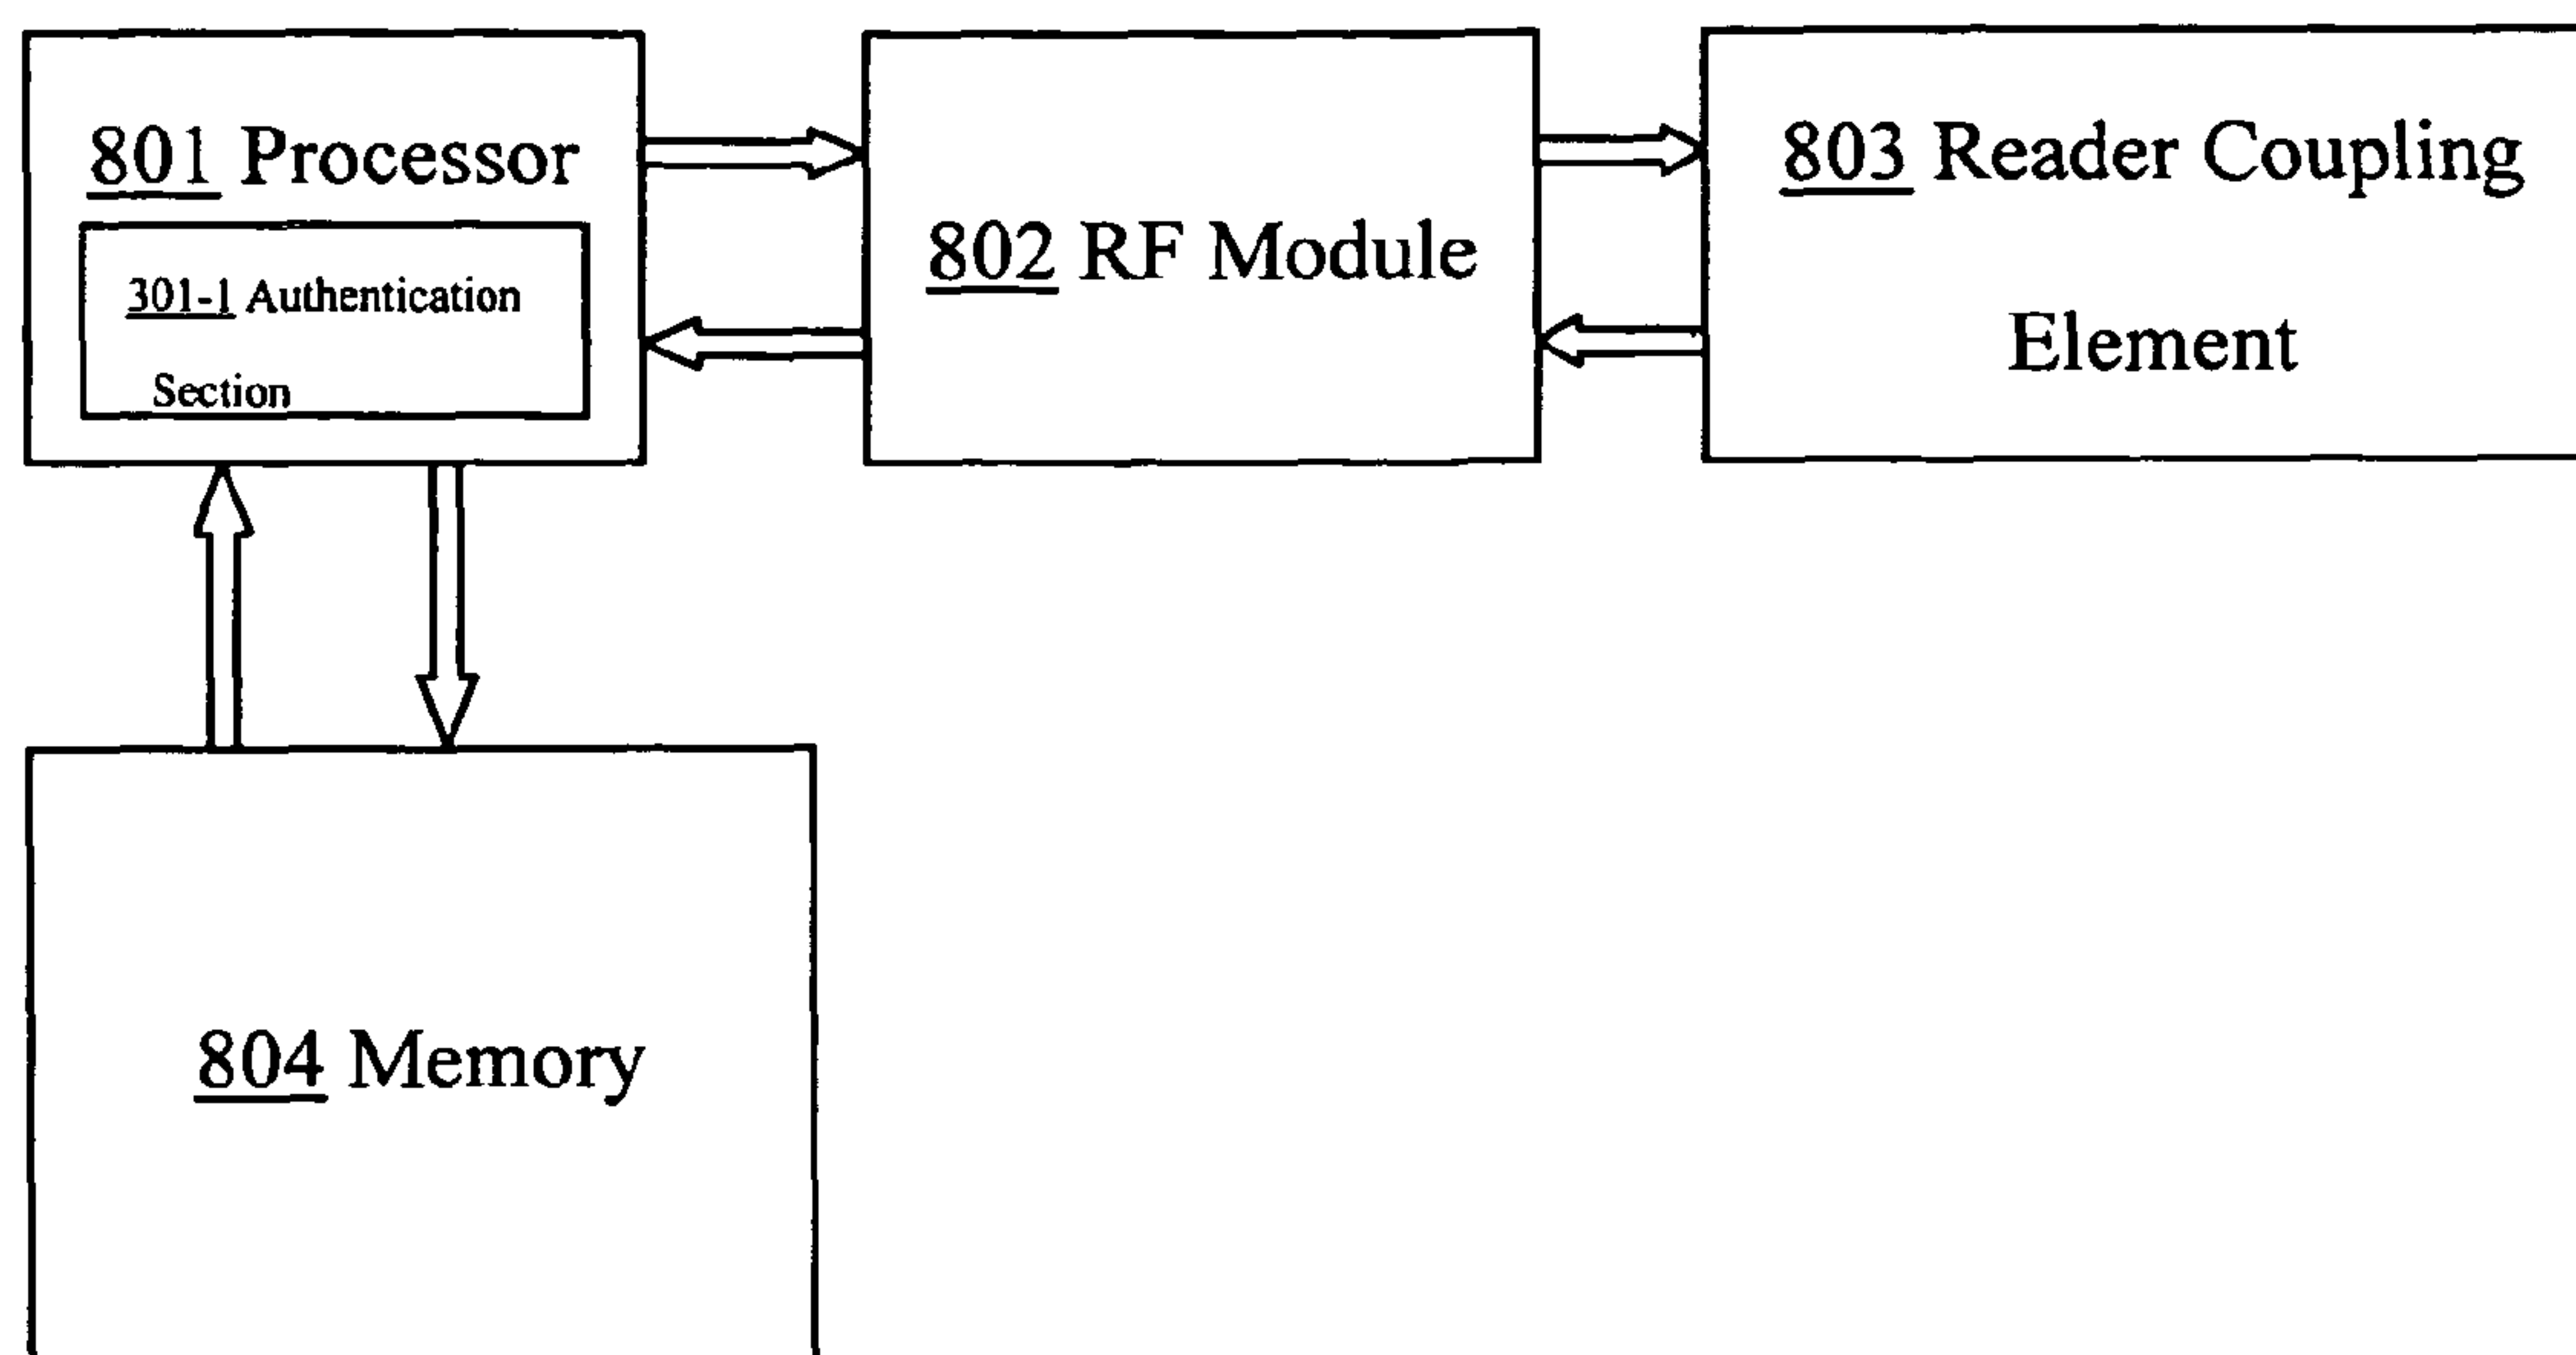 801 Processor
301-1 Authentication
Section
802 RF Module
803 Reader Coupling
Element
804 Memory